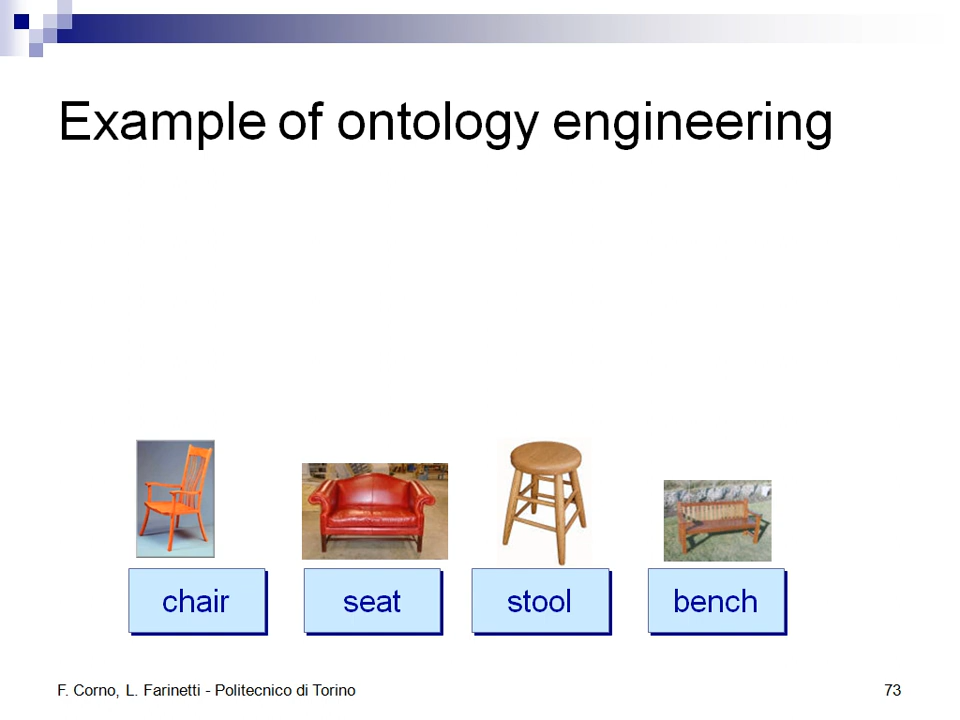 Example of ontology engineering
chair
seat
stool
bench
F. Corno, L. Farinetti - Politecnico di Torino
73